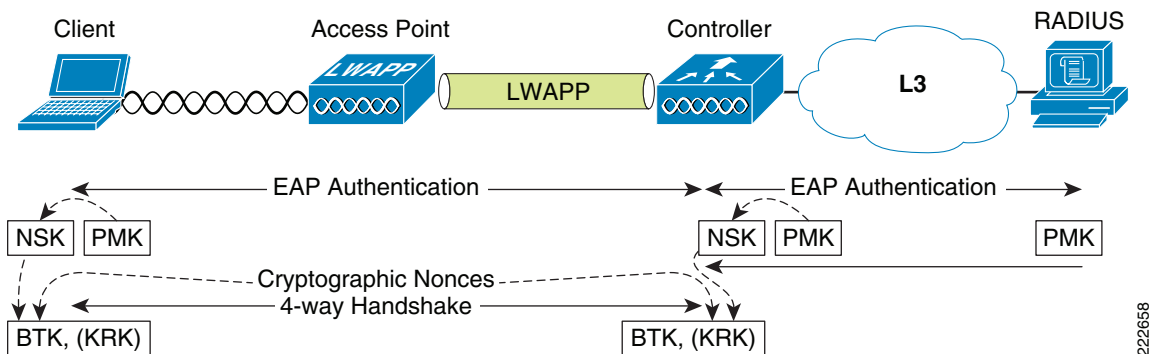 Client
Access Point
Controller
RADIUS
LWAPP
LWAPP
L3
EAP Authentication
EAP Authentication
NSK
PMK
NSK
PMK
PMK
Cryptographic Nonces
4-way Handshake
BTK, (KRK)
BTK, (KRK)
222658